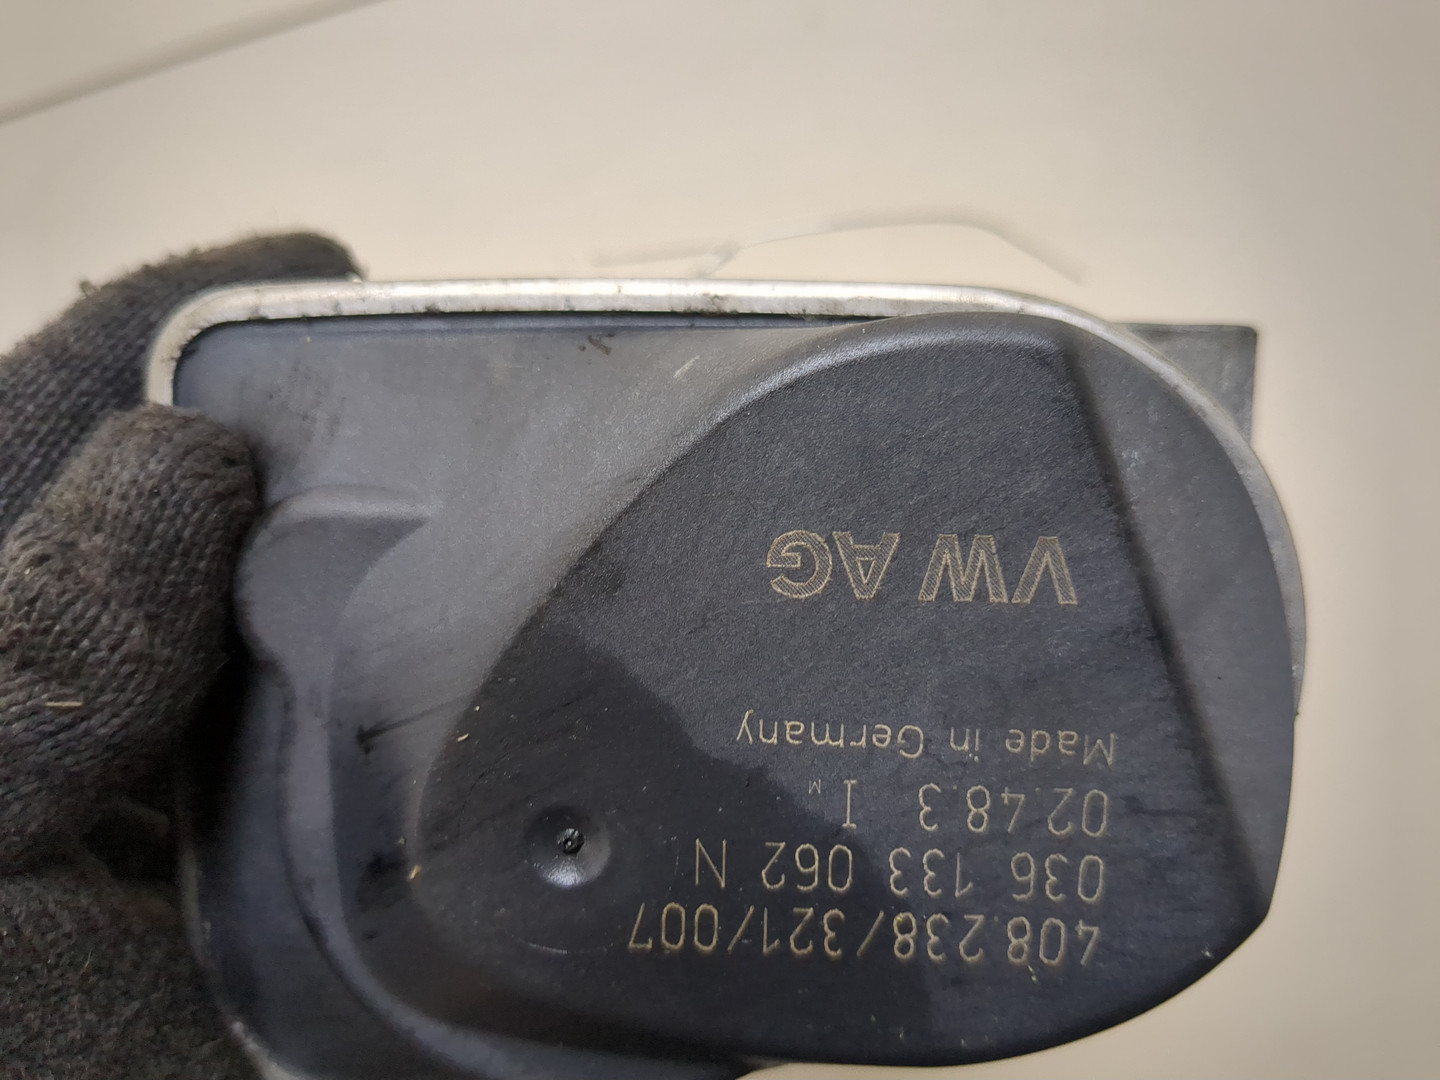 408.238/321/007
036 133 062 N
02.48.3 I M
Made in Germany
VW AG